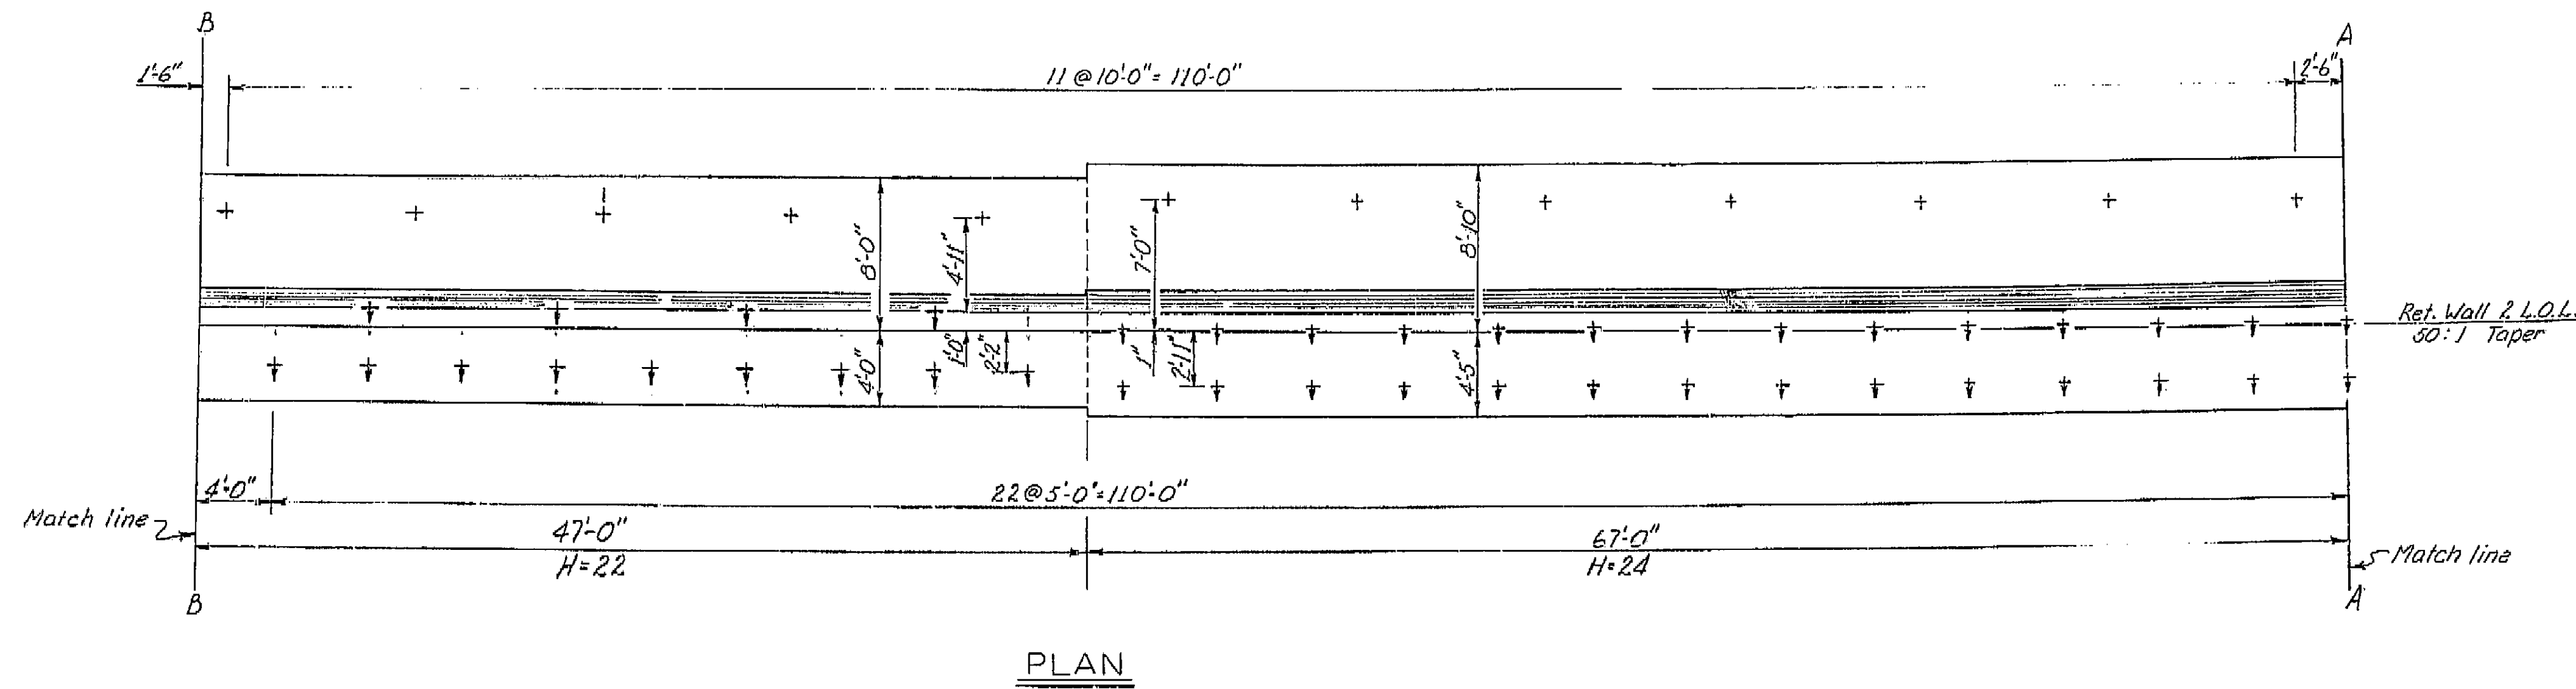 B
A
1'-6"
11 @ 10'-0" = 110'-0"
2'-6"
8'-0"
4'-11"
7'-0"
8'-10"
Ret. Wall 2 L.O.L.
50:1 Taper
4'-0"
1'-0"
2'-2"
1"
2'-11"
4'-5"
4'-0"
22 @ 5'-0" = 110'-0"
Match line
47'-0"
67'-0"
H=22
H=24
Match line
B
A
PLAN